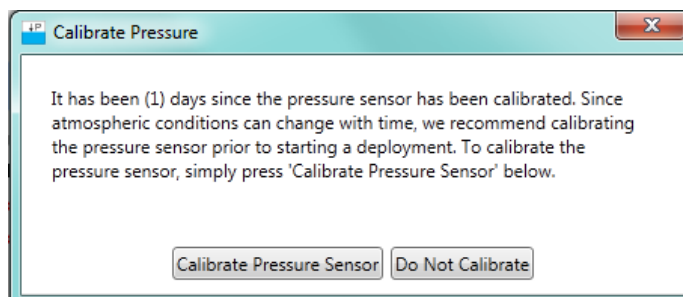 ↓P
Calibrate Pressure
x
It has been (1) days since the pressure sensor has been calibrated. Since
atmospheric conditions can change with time, we recommend calibrating
the pressure sensor prior to starting a deployment. To calibrate the
pressure sensor, simply press 'Calibrate Pressure Sensor' below.
Calibrate Pressure Sensor Do Not Calibrate